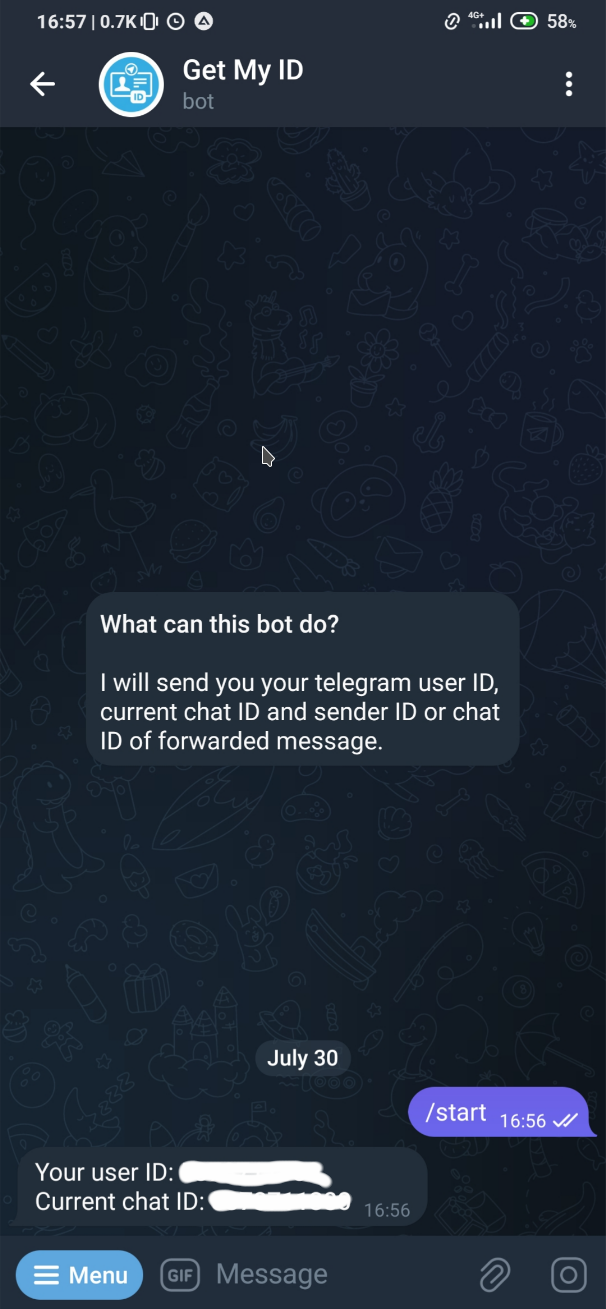 16:57 | 0.7K
4G+
58%
Get My ID
bot
ID
What can this bot do?
I will send you your telegram user ID,
current chat ID and sender ID or chat
ID of forwarded message.
July 30
/start 16:56
Your user ID:
Current chat ID:
16:56
Menu
GIF
Message